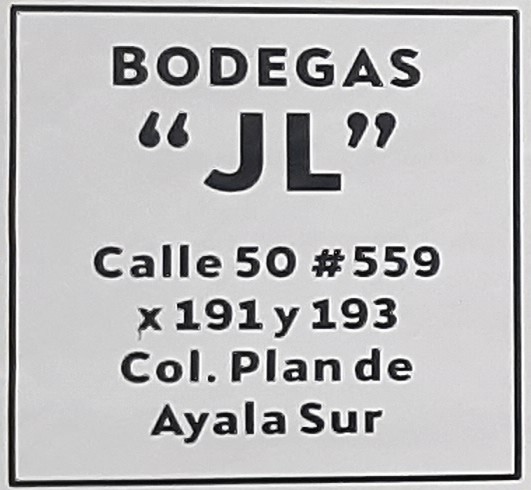 BODEGAS
“JL”
Calle 50 #559
x 191 y 193
Col. Plan de
Ayala Sur